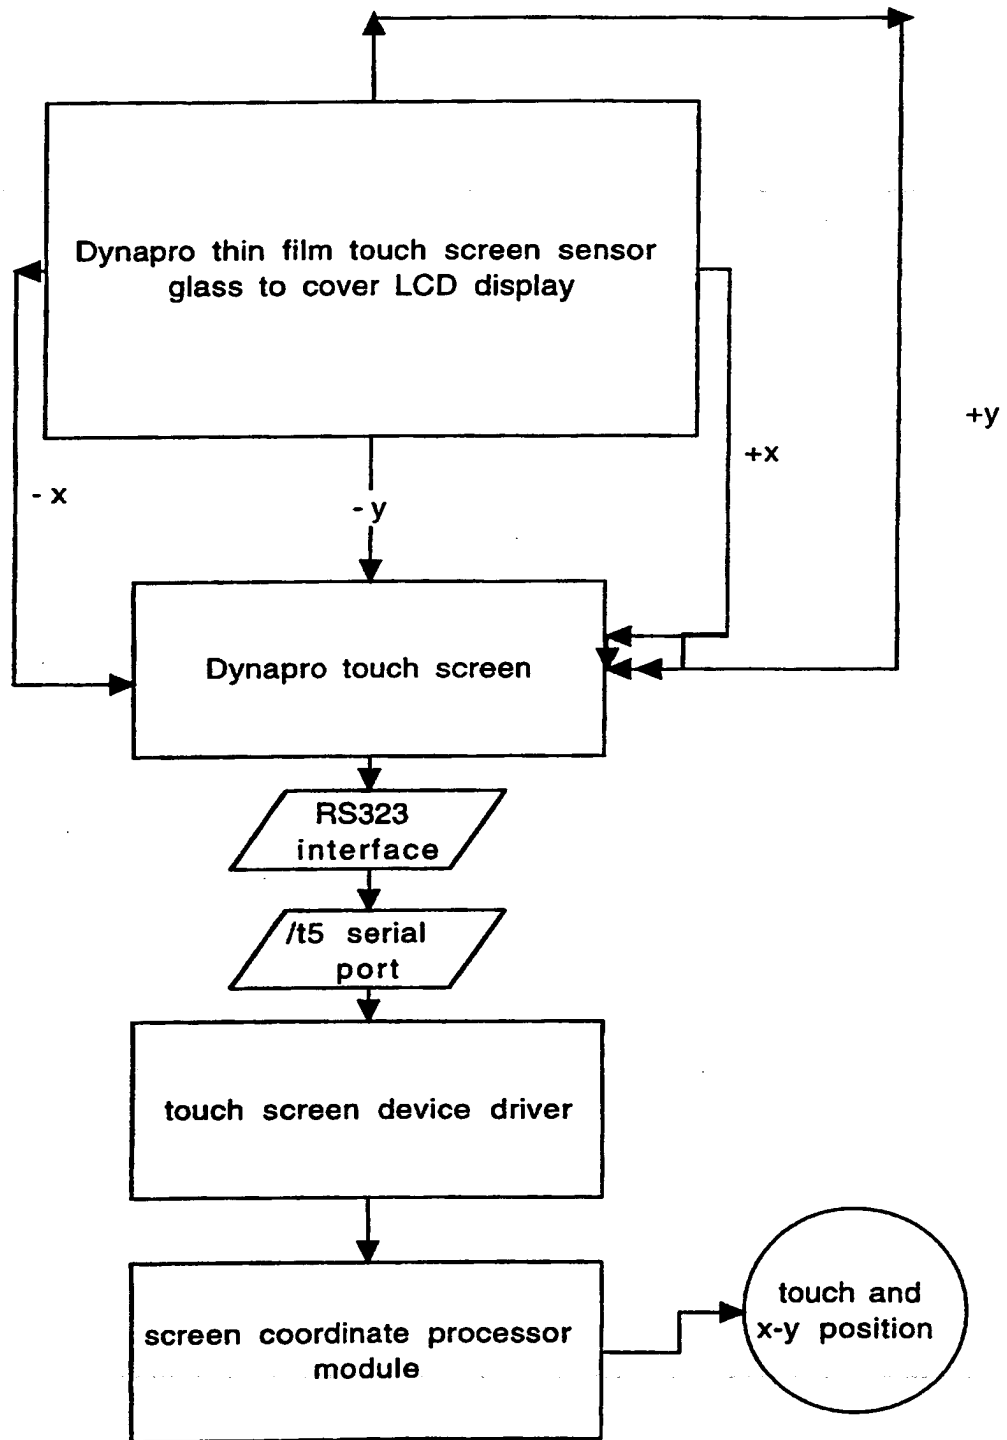 Dynapro thin film touch screen sensor
glass to cover LCD display
+y
+x
- x
- y
Dynapro touch screen
RS323
interface
/t5 serial
port
touch screen device driver
touch and
x-y position
screen coordinate processor
module